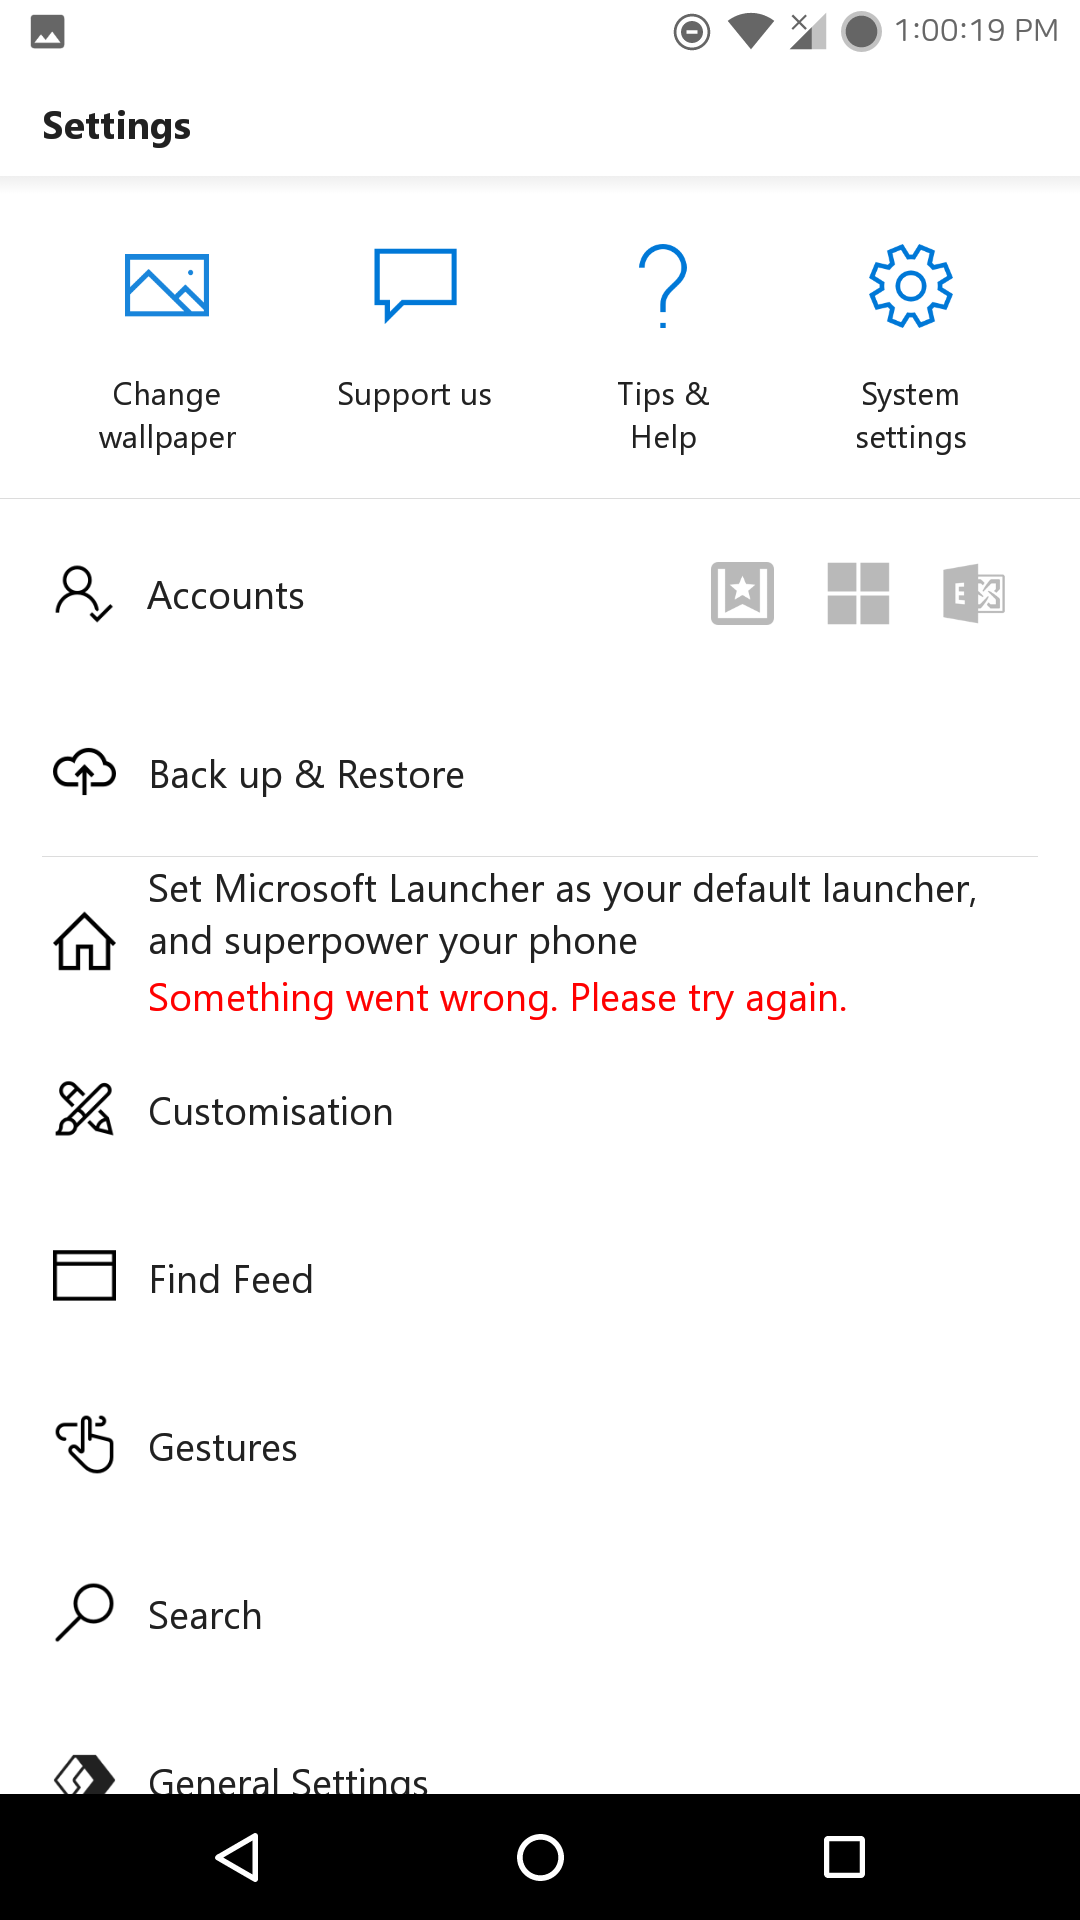 1:00:19 PM
Settings
Change
wallpaper
Support us
Tips &
Help
System
settings
Accounts
E
Back up & Restore
Set Microsoft Launcher as your default launcher,
and superpower your phone
Something went wrong. Please try again.
Customisation
Find Feed
Gestures
Search
General Settings